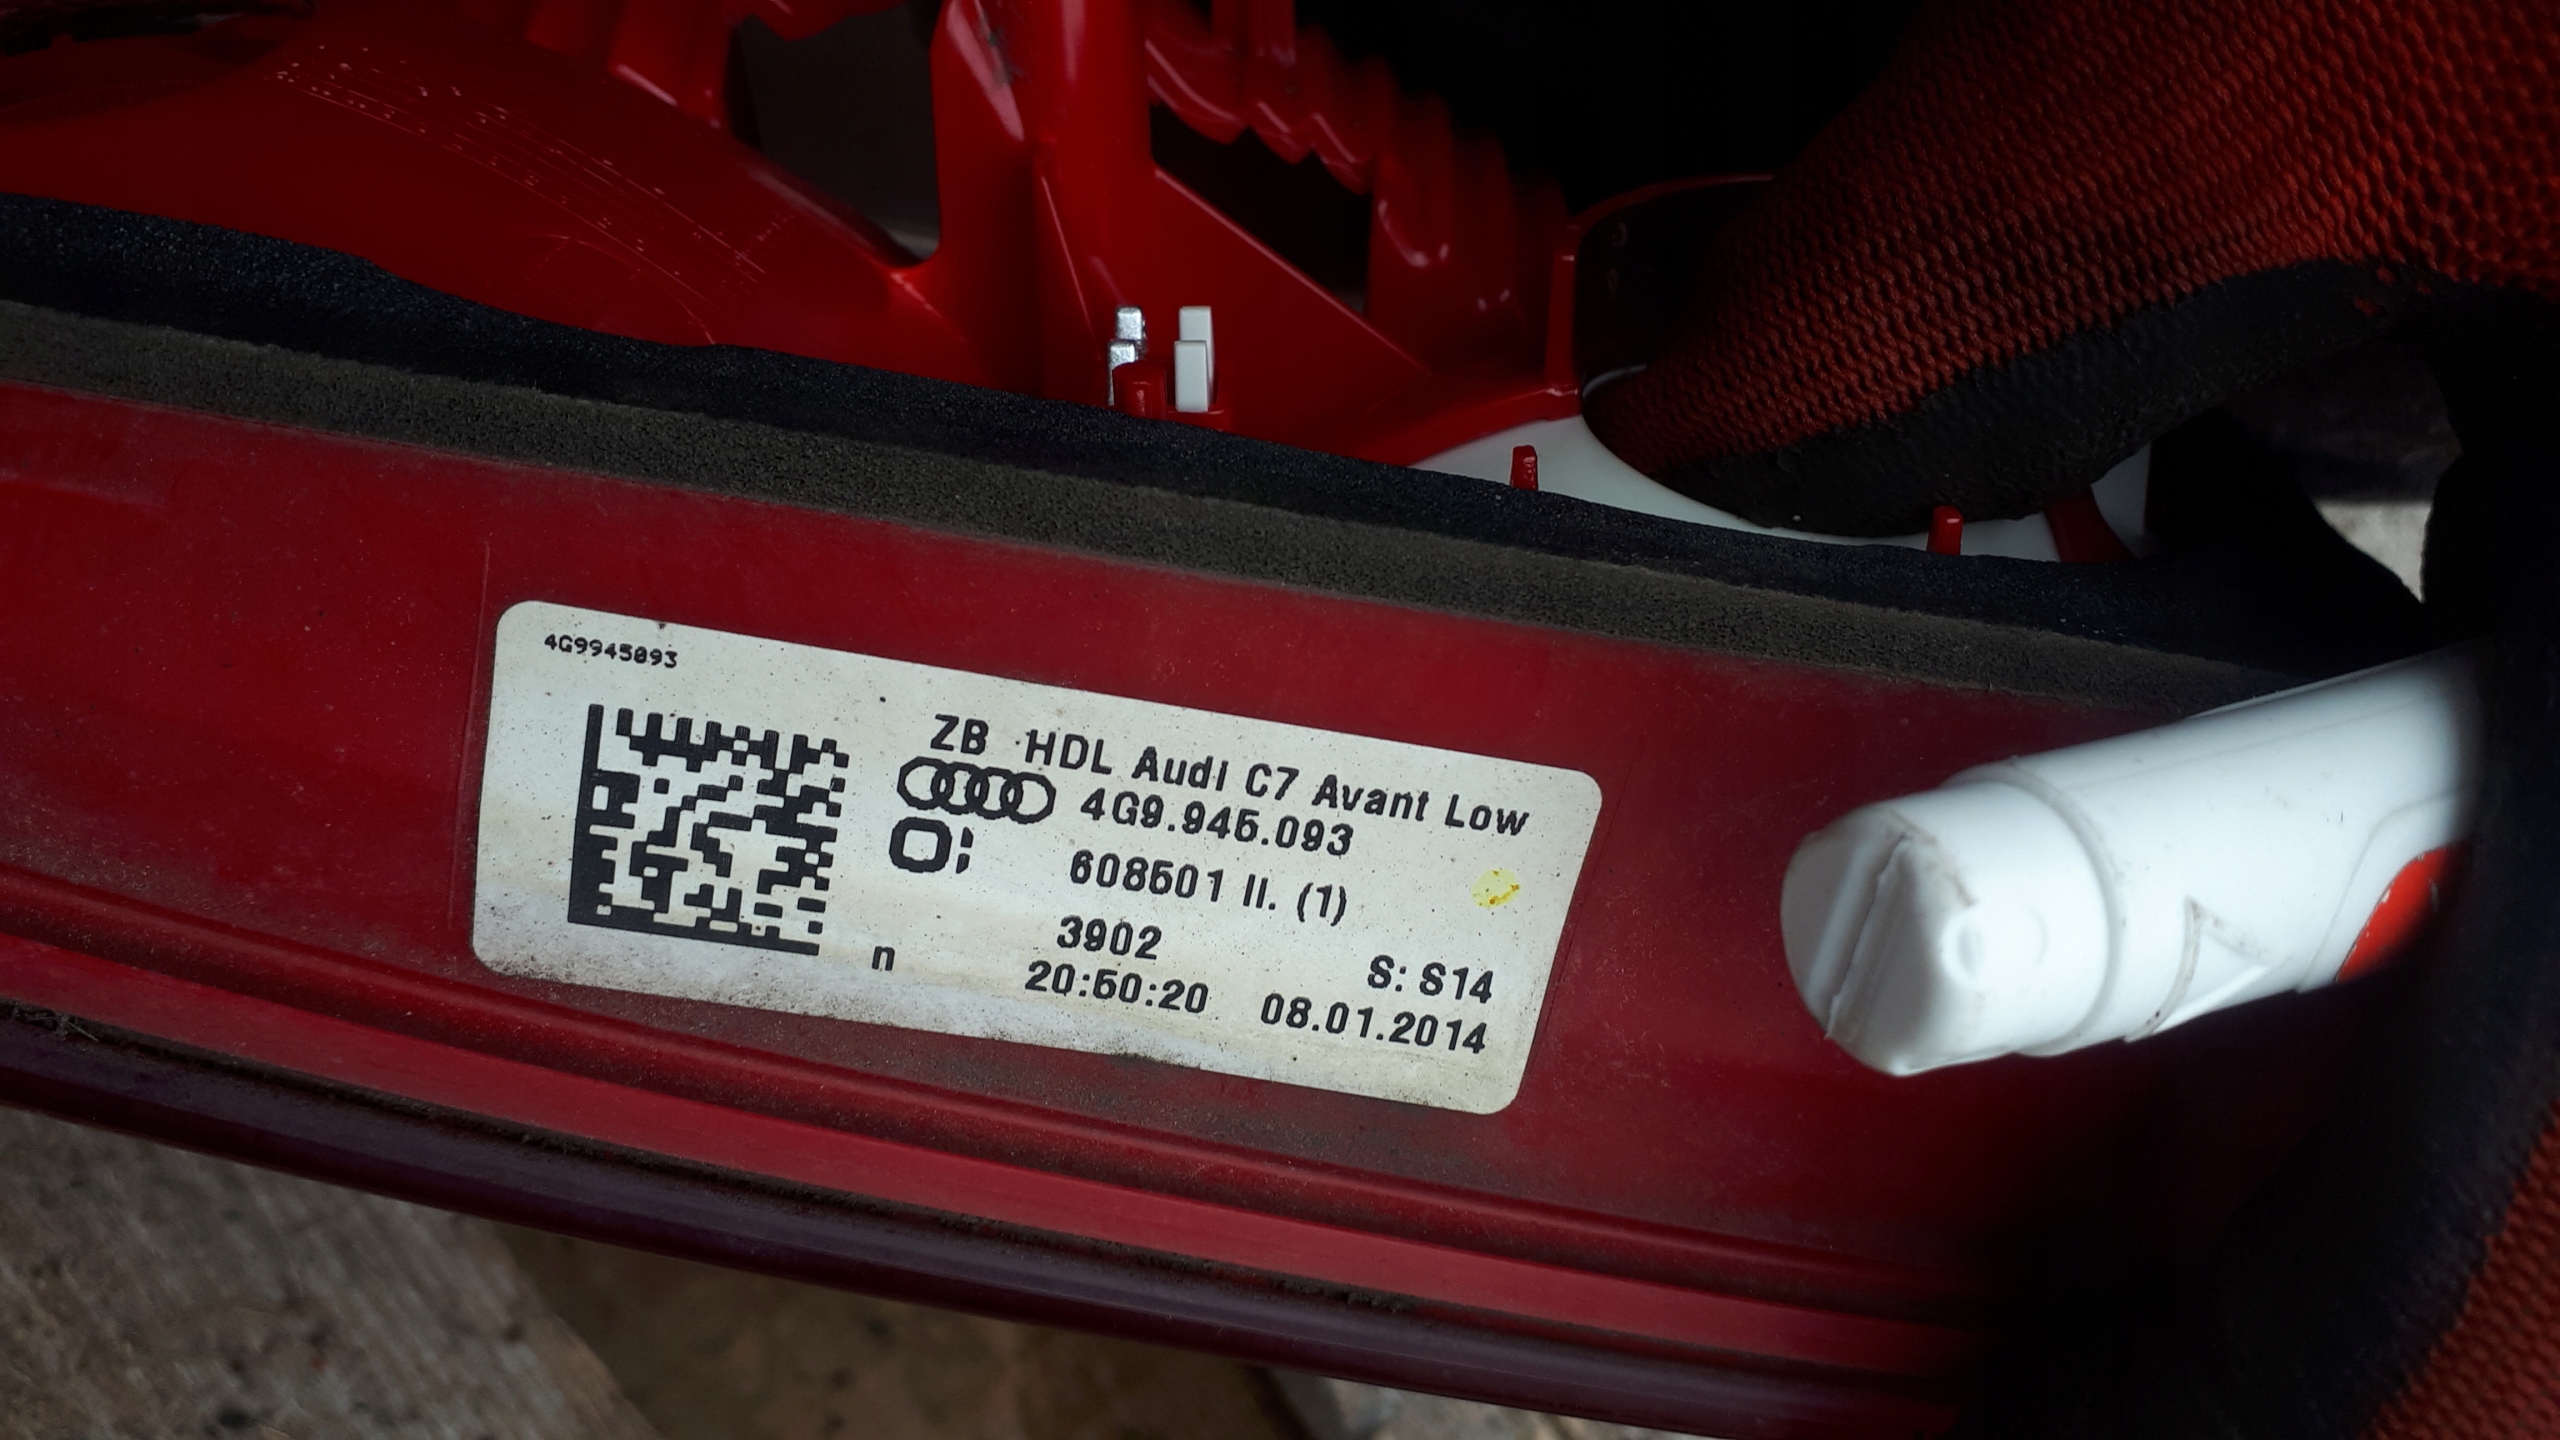 4G9945093
ZB HDL Audi C7 Avant Low
4G9.945.093
608501 II. (1)
3902
S: S14
n
20:50:20 08.01.2014